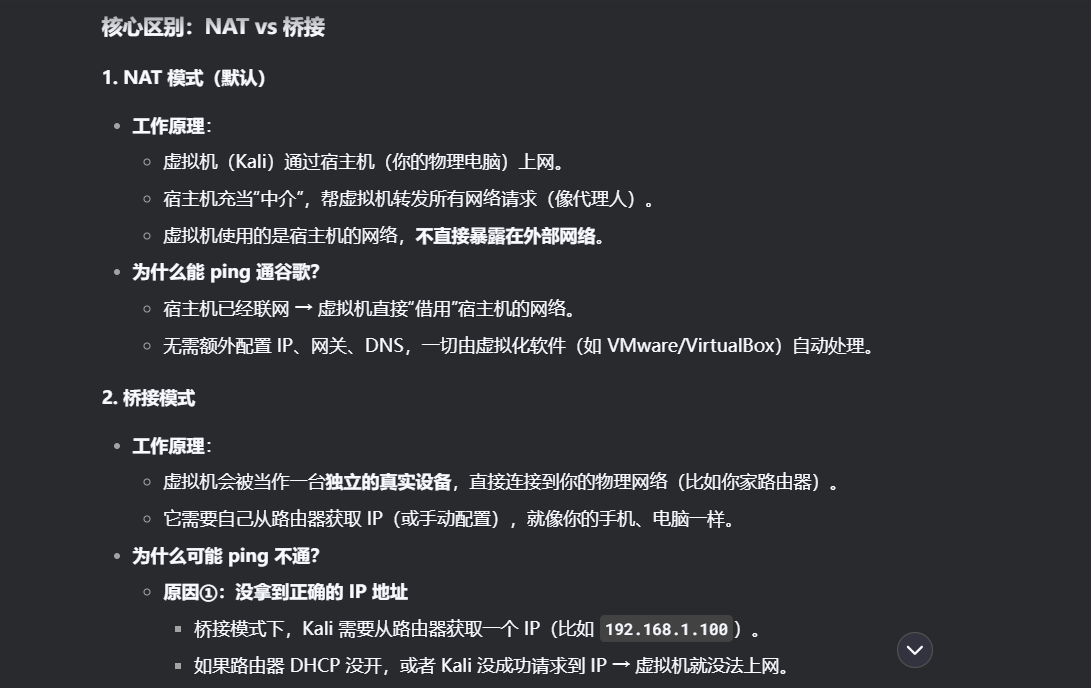 核心区别：NAT vs 桥接
1. NAT 模式（默认）
工作原理：
虚拟机（Kali）通过宿主机（你的物理电脑）上网。
宿主机充当“中介”，帮虚拟机转发所有网络请求（像代理人）。
虚拟机使用的是宿主机的网络，不直接暴露在外部网络。
为什么能 ping 通谷歌？
宿主机已经联网 → 虚拟机直接“借用”宿主机的网络。
无需额外配置 IP、网关、DNS，一切由虚拟化软件（如 VMware/VirtualBox）自动处理。
2. 桥接模式
工作原理：
虚拟机会被当作一台独立的真实设备，直接连接到你的物理网络（比如你家路由器）。
它需要自己从路由器获取 IP（或手动配置），就像你的手机、电脑一样。
为什么可能 ping 不通？
原因①：没拿到正确的 IP 地址
桥接模式下，Kali 需要从路由器获取一个 IP（比如 192.168.1.100）。
如果路由器 DHCP 没开，或者 Kali 没成功请求到 IP → 虚拟机就没法上网。